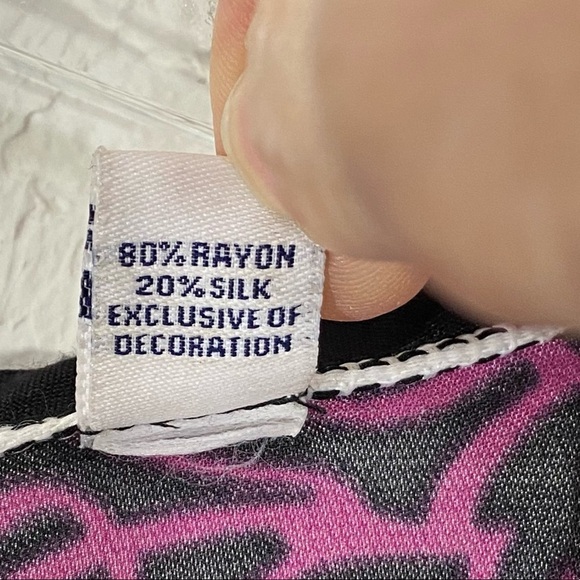 80% RAYON
20% SILK
EXCLUSIVE OF
DECORATION